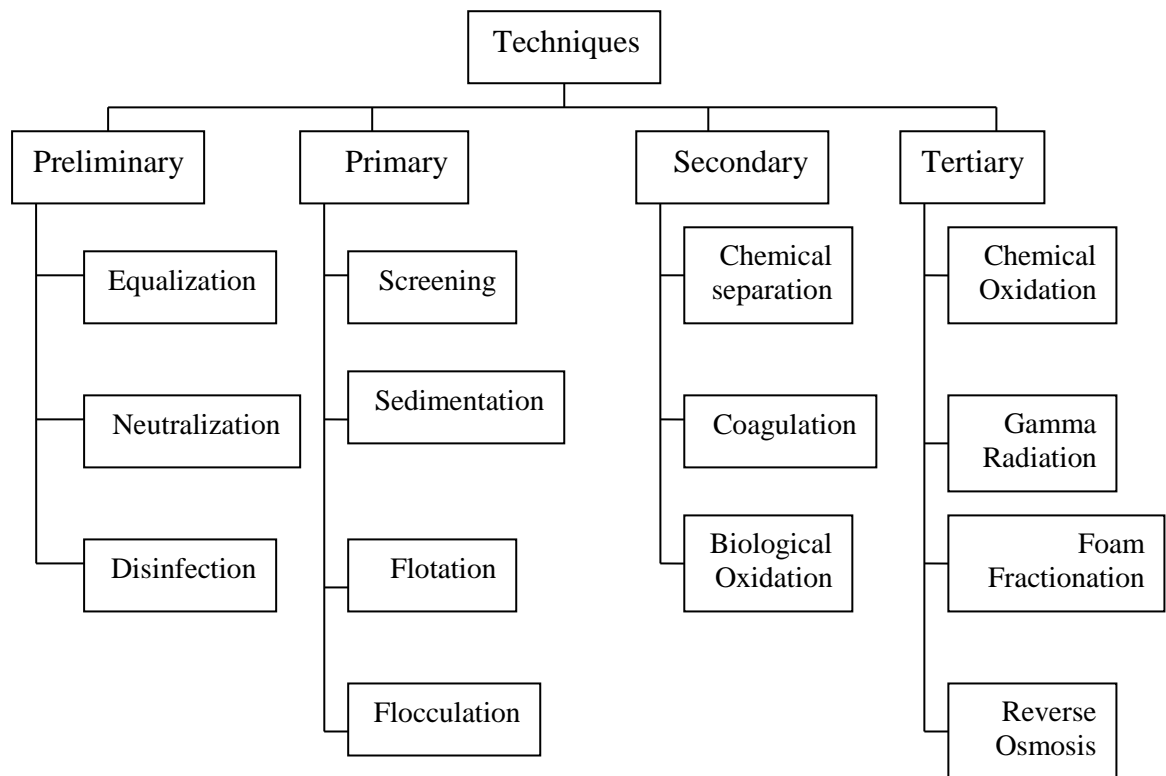 Techniques
Preliminary
Primary
Secondary
Tertiary
Equalization
Neutralization
Disinfection
Screening
Sedimentation
Flotation
Flocculation
Chemical
separation
Coagulation
Biological
Oxidation
Chemical
Oxidation
Gamma
Radiation
Foam
Fractionation
Reverse
Osmosis